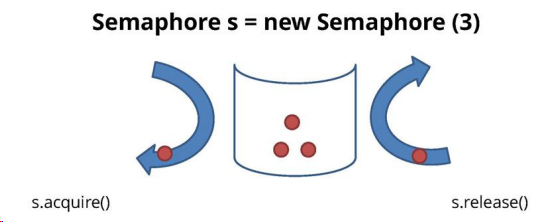 Semaphore s = new Semaphore (3)
s.acquire()
s.release()